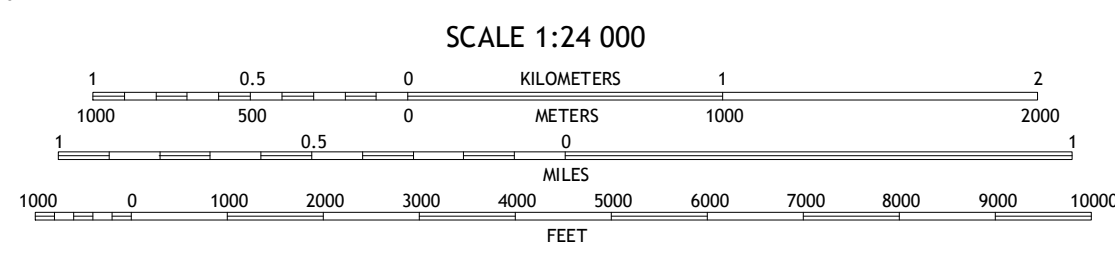 SCALE 1:24 000
1 0.5 0 KILOMETERS 1 2
1000 500 0 METERS 1000 2000
1 0.5 0 1
MILES
1000 0 1000 2000 3000 4000 5000 6000 7000 8000 9000 10000
FEET